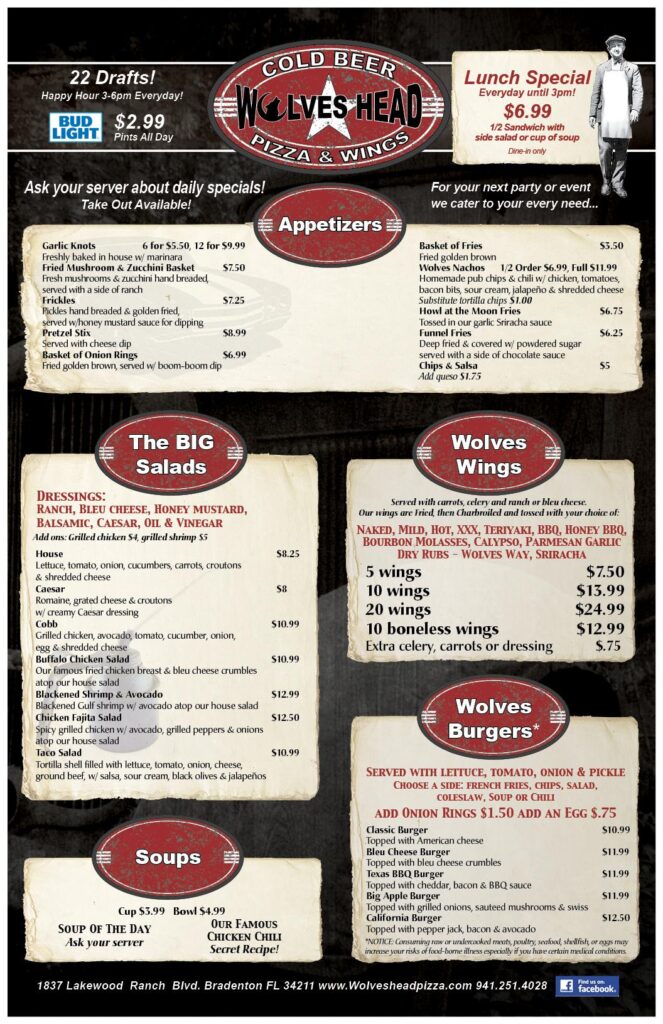 22 Drafts!
Happy Hour 3-6pm Everyday!
BUD LIGHT
$2.99
Pints All Day
COLD BEER
WOLVES HEAD
PIZZA & WINGS
Lunch Special
Everyday until 3pm!
$6.99
1/2 Sandwich with
side salad or cup of soup
Dine-in only
Ask your server about daily specials!
Take Out Available!
For your next party or event
we cater to your every need...
Appetizers
Garlic Knots 6 for $5.50, 12 for $9.99
Freshly baked in house w/ marinara
Fried Mushroom & Zucchini Basket $7.50
Fresh mushrooms & zucchini hand breaded,
served with a side of ranch
Frickles $7.25
Pickles hand breaded & golden fried,
served w/honey mustard sauce for dipping
Pretzel Stix $8.99
Served with cheese dip
Basket of Onion Rings $6.99
Fried golden brown, served w/ boom-boom dip
Basket of Fries $3.50
Fried golden brown
Wolves Nachos 1/2 Order $6.99, Full $11.99
Homemade pub chips & chili w/ chicken, tomatoes,
bacon bits, sour cream, jalapeño & shredded cheese
Substitute tortilla chips $1.00
Howl at the Moon Fries $6.75
Tossed in our garlic Sriracha sauce
Funnel Fries $6.25
Deep fried & covered w/ powdered sugar
served with a side of chocolate sauce
Chips & Salsa $5
Add queso $1.75
The BIG
Salads
Dressings:
Ranch, Bleu cheese, Honey mustard,
Balsamic, Caesar, Oil & Vinegar
Add ons: Grilled chicken $4, grilled shrimp $5
House $8.25
Lettuce, tomato, onion, cucumbers, carrots, croutons
& shredded cheese
Caesar $8
Romaine, grated cheese & croutons
w/ creamy Caesar dressing
Cobb $10.99
Grilled chicken, avocado, tomato, cucumber, onion,
egg & shredded cheese
Buffalo Chicken Salad $10.99
Our famous fried chicken breast & bleu cheese crumbles
atop our house salad
Blackened Shrimp & Avocado $12.99
Blackened Gulf shrimp w/ avocado atop our house salad
Chicken Fajita Salad $12.50
Spicy grilled chicken w/ avocado, grilled peppers & onions
atop our house salad
Taco Salad $10.99
Tortilla shell filled with lettuce, tomato, onion, cheese,
ground beef, w/ salsa, sour cream, black olives & jalapeños
Soups
Cup $3.99 Bowl $4.99
Soup Of The Day
Ask your server
Our Famous
Chicken Chili
Secret Recipe!
Wolves
Wings
Served with carrots, celery and ranch or bleu cheese.
Our wings are Fried, then Charbroiled and tossed with your choice of:
Naked, Mild, Hot, XXX, Teriyaki, BBQ, Honey BBQ,
Bourbon Molasses, Calypso, Parmesan Garlic
Dry Rubs - Wolves Way, Sriracha
5 wings $7.50
10 wings $13.99
20 wings $24.99
10 boneless wings $12.99
Extra celery, carrots or dressing $.75
Wolves
Burgers*
Served with lettuce, tomato, onion & pickle
Choose a side: french fries, chips, salad,
coleslaw, Soup or Chili
add Onion Rings $1.50 add an Egg $.75
Classic Burger $10.99
Topped with American cheese
Bleu Cheese Burger $11.99
Topped with bleu cheese crumbles
Texas BBQ Burger $11.99
Topped with cheddar, bacon & BBQ sauce
Big Apple Burger $11.99
Topped with grilled onions, sauteed mushrooms & swiss
California Burger $12.50
Topped with pepper jack, bacon & avocado
*NOTICE: Consuming raw or undercooked meats, poultry, seafood, shellfish, or eggs may
increase your risks of food-borne illness especially if you have certain medical conditions.
1837 Lakewood Ranch Blvd. Bradenton FL 34211 www.Wolvesheadpizza.com 941.251.4028
Find us on
facebook.